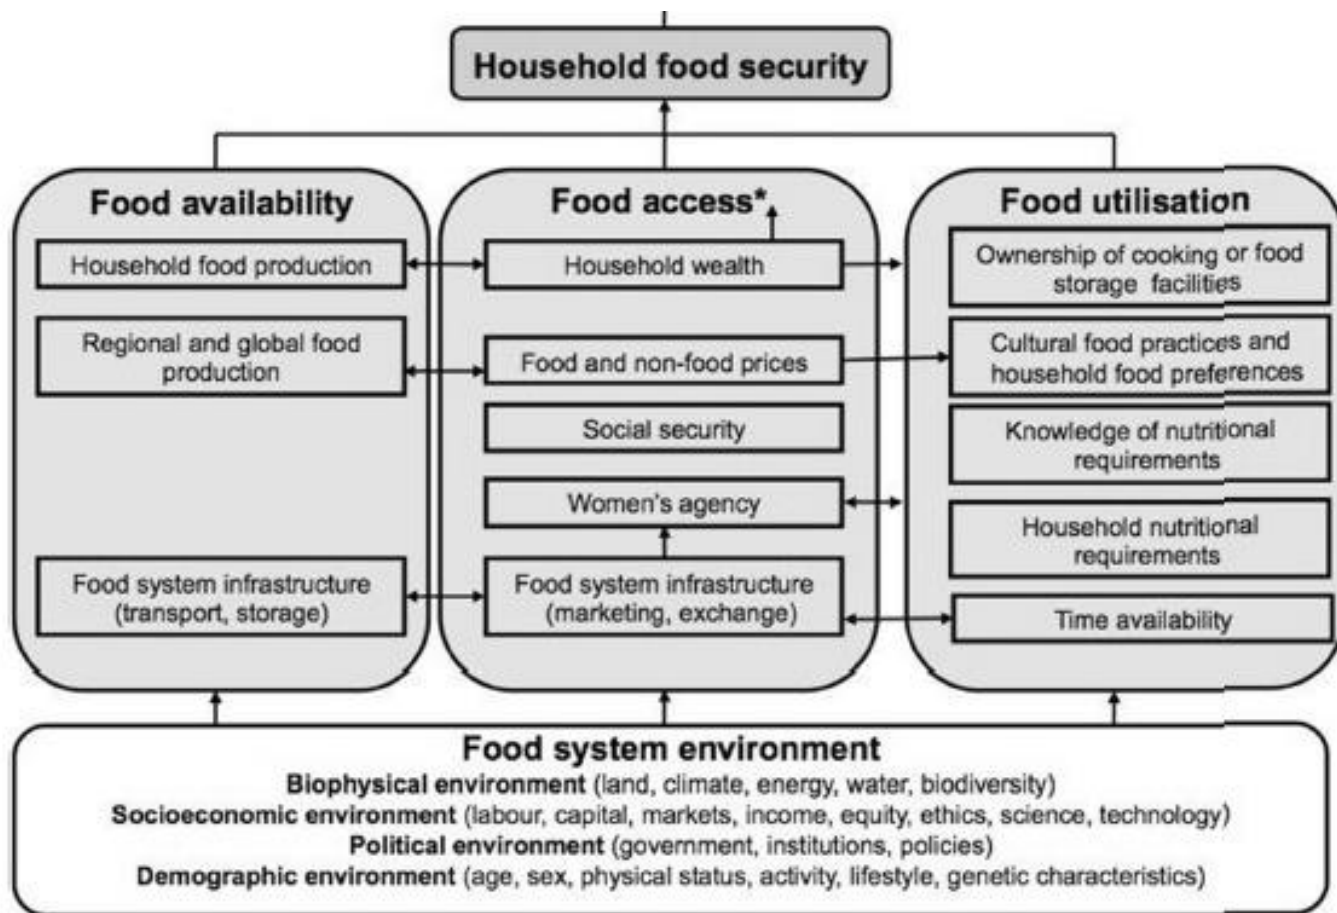 Household food security
Food availability
Household food production
Regional and global food
production
Food system infrastructure
(transport, storage)
Food access*
Household wealth
Food and non-food prices
Social security
Women's agency
Food system infrastructure
(marketing, exchange)
Food utilisation
Ownership of cooking or food
storage facilities
Cultural food practices and
household food preferences
Knowledge of nutritional
requirements
Household nutritional
requirements
Time availability
Food system environment
Biophysical environment (land, climate, energy, water, biodiversity)
Socioeconomic environment (labour, capital, markets, income, equity, ethics, science, technology)
Political environment (government, institutions, policies)
Demographic environment (age, sex, physical status, activity, lifestyle, genetic characteristics)